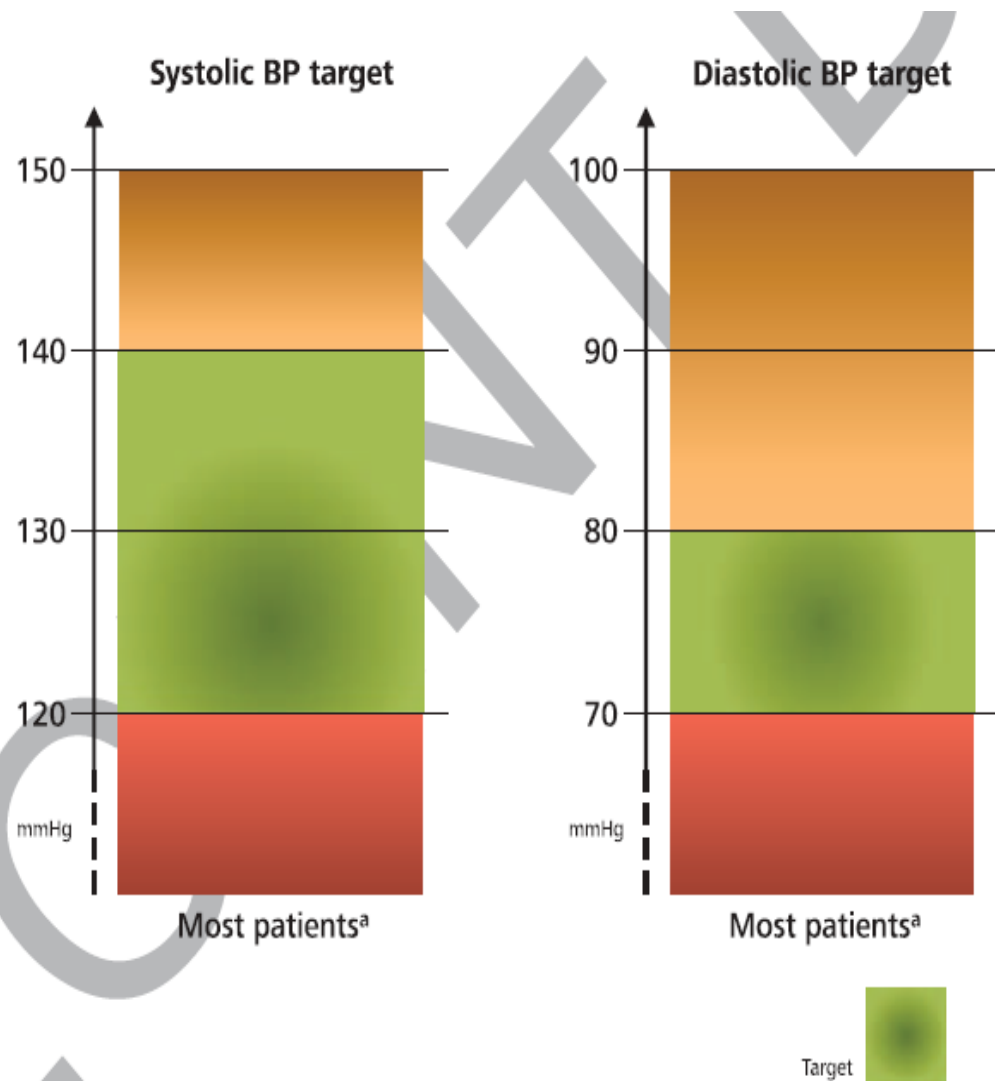 Systolic BP target
150
140
130
120
mmHg
Most patientsª
Diastolic BP target
100
90
80
70
mmHg
Most patientsª
Target